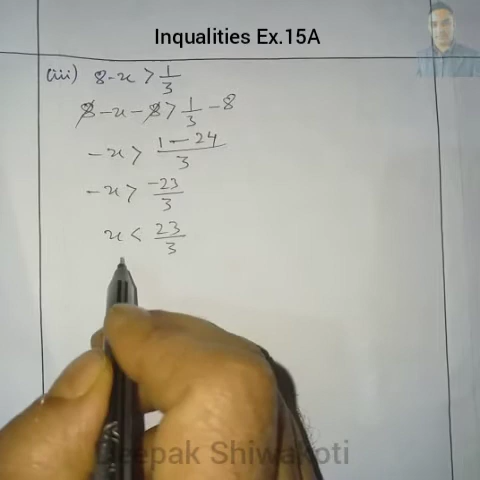 Inqualities Ex.15A
(iii) 8-x > 1/3
8-x-8 > 1/3 -8
-x > 1-24/3
-x > -23/3
x < 23/3
Deepak Shiwakoti